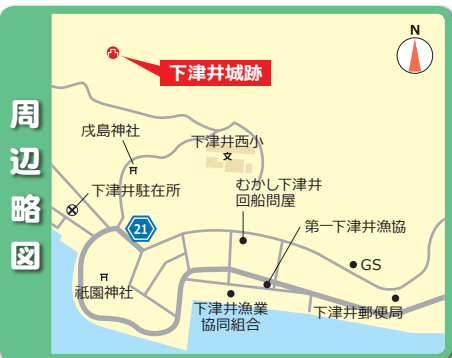 周辺略図
N
下津井城跡
戌島神社
下津井西小
文
下津井駐在所
むかし下津井
回船問屋
21
第一下津井漁協
GS
祇園神社
下津井漁業
協同組合
下津井郵便局